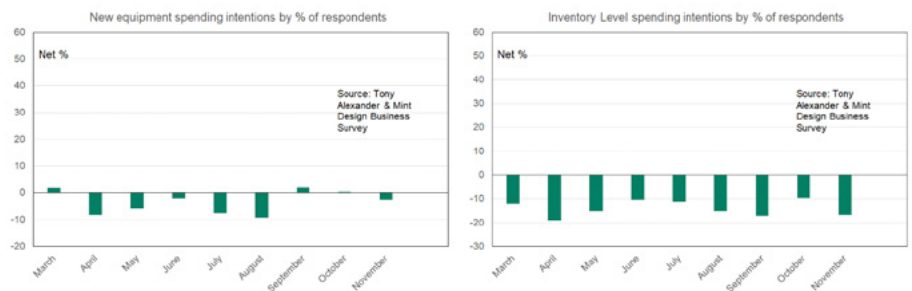 New equipment spending intentions by % of respondents
60
50
40
30
20
10
0
-10
-20
Net %
Source: Tony
Alexander & Mint
Design Business
Survey
March
April
May
June
July
August
September
October
November
Inventory Level spending intentions by % of respondents
60
50
40
30
20
10
0
-10
-20
-30
Net %
Source: Tony
Alexander & Mint
Design Business
Survey
March
April
May
June
July
August
September
October
November